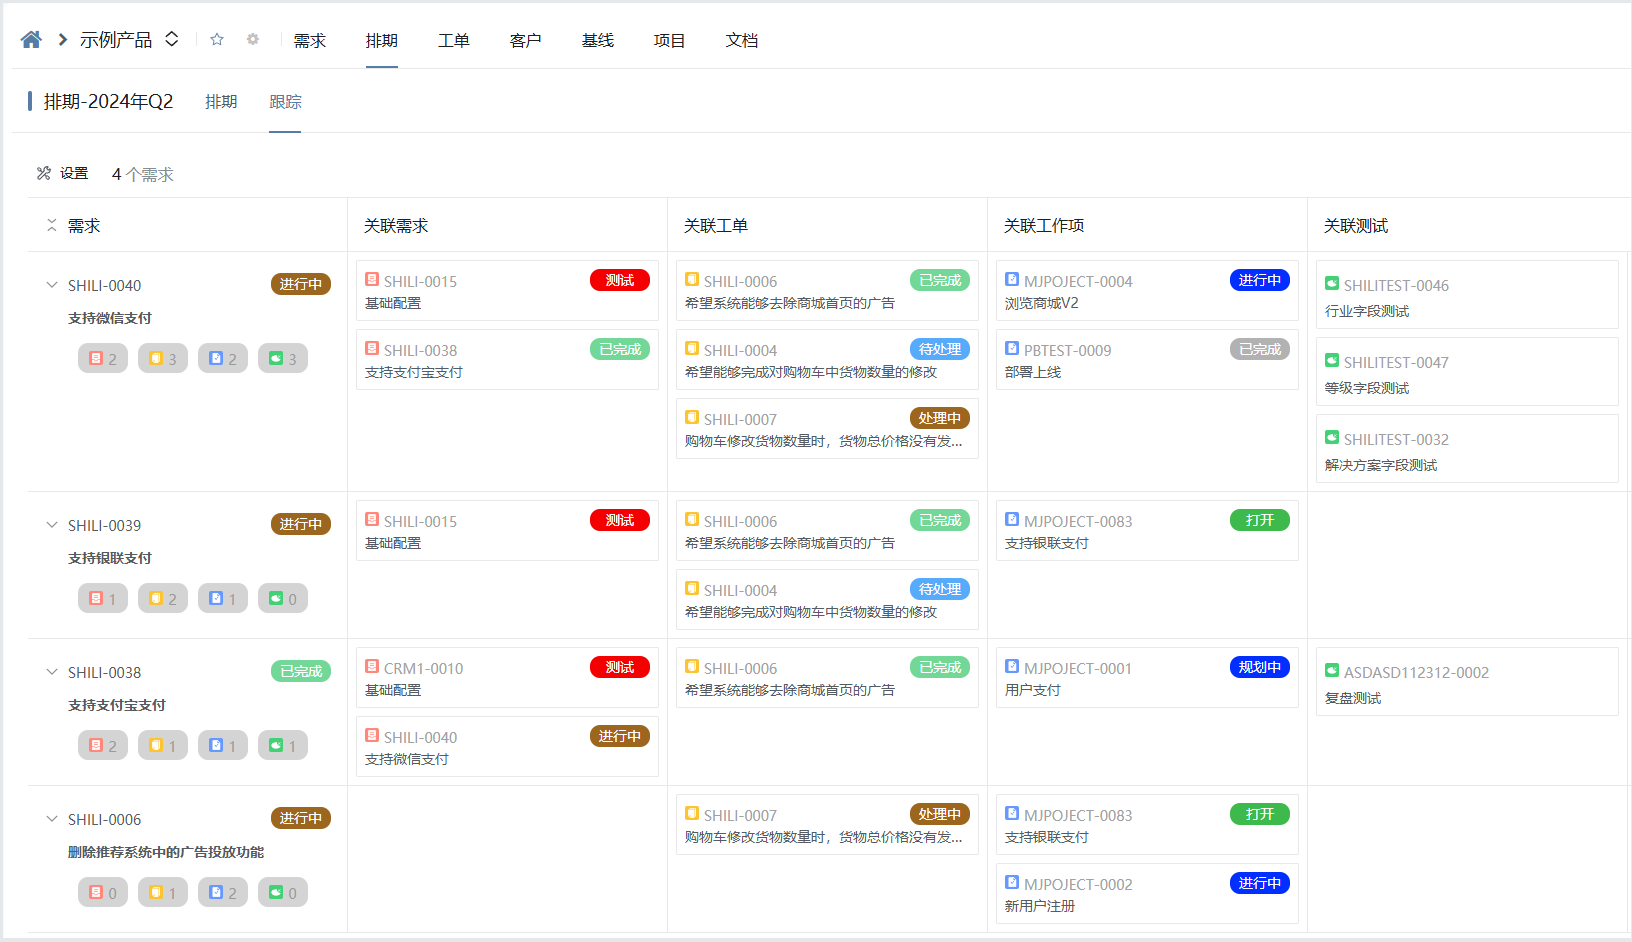 示例产品 需求 排期 工单 客户 基线 项目 文档
排期-2024年Q2 排期 跟踪
设置 4 个需求
需求 关联需求 关联工单 关联工作项 关联测试
SHILI-0040 进行中
支持微信支付
2 3 2 3
SHILI-0015 测试
基础配置
SHILI-0038 已完成
支持支付宝支付
SHILI-0006 已完成
希望系统能够去除商城首页的广告
SHILI-0004 待处理
希望能够完成对购物车中货物数量的修改
SHILI-0007 处理中
购物车修改货物数量时，货物总价格没有发...
MJPOJECT-0004 进行中
浏览商城V2
PBTEST-0009 已完成
部署上线
SHILITEST-0046
行业字段测试
SHILITEST-0047
等级字段测试
SHILITEST-0032
解决方案字段测试
SHILI-0039 进行中
支持银联支付
1 2 1 0
SHILI-0015 测试
基础配置
SHILI-0006 已完成
希望系统能够去除商城首页的广告
SHILI-0004 待处理
希望能够完成对购物车中货物数量的修改
MJPOJECT-0083 打开
支持银联支付
SHILI-0038 已完成
支持支付宝支付
2 1 1 1
CRM1-0010 测试
基础配置
SHILI-0040 进行中
支持微信支付
SHILI-0006 已完成
希望系统能够去除商城首页的广告
MJPOJECT-0001 规划中
用户支付
ASDASD112312-0002
复盘测试
SHILI-0006 进行中
删除推荐系统中的广告投放功能
0 1 2 0
SHILI-0007 处理中
购物车修改货物数量时，货物总价格没有发...
MJPOJECT-0083 打开
支持银联支付
MJPOJECT-0002 进行中
新用户注册